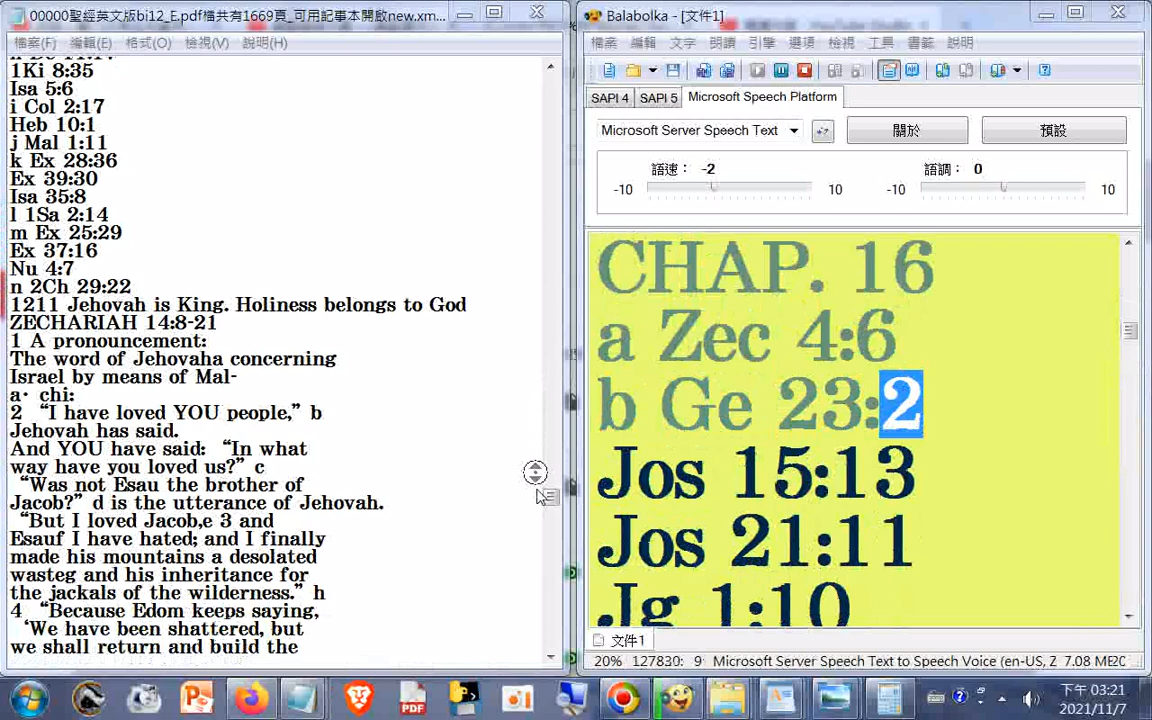 00000聖經英文版bi12_E.pdf檔共有1669頁_可用記事本開啟new.xm...
檔案(F) 編輯(E) 格式(O) 檢視(V) 說明(H)
1Ki 8:35
Isa 5:6
i Col 2:17
Heb 10:1
j Mal 1:11
k Ex 28:36
Ex 39:30
Isa 35:8
l 1Sa 2:14
m Ex 25:29
Ex 37:16
Nu 4:7
n 2Ch 29:22
1211 Jehovah is King. Holiness belongs to God
ZECHARIAH 14:8-21
1 A pronouncement:
The word of Jehovaha concerning
Israel by means of Mal-
a· chi:
2 “I have loved YOU people,” b
Jehovah has said.
And YOU have said: “In what
way have you loved us?” c
“Was not Esau the brother of
Jacob?” d is the utterance of Jehovah.
“But I loved Jacob,e 3 and
Esauf I have hated; and I finally
made his mountains a desolated
wasteg and his inheritance for
the jackals of the wilderness.” h
4 “Because Edom keeps saying,
‘We have been shattered, but
we shall return and build the
Balabolka - [文件1]
檔案 編輯 文字 朗讀 引擎 選項 檢視 工具 書籤 說明
SAPI 4 SAPI 5 Microsoft Speech Platform
Microsoft Server Speech Text 關於 預設
語速： -2 語調： 0
-10 10 -10 10
CHAP. 16
a Zec 4:6
b Ge 23:2
Jos 15:13
Jos 21:11
Jg 1:10
文件1
20% 127830: 9 Microsoft Server Speech Text to Speech Voice (en-US, Z 7.08 ME20
PDF
下午 03:21
2021/11/7